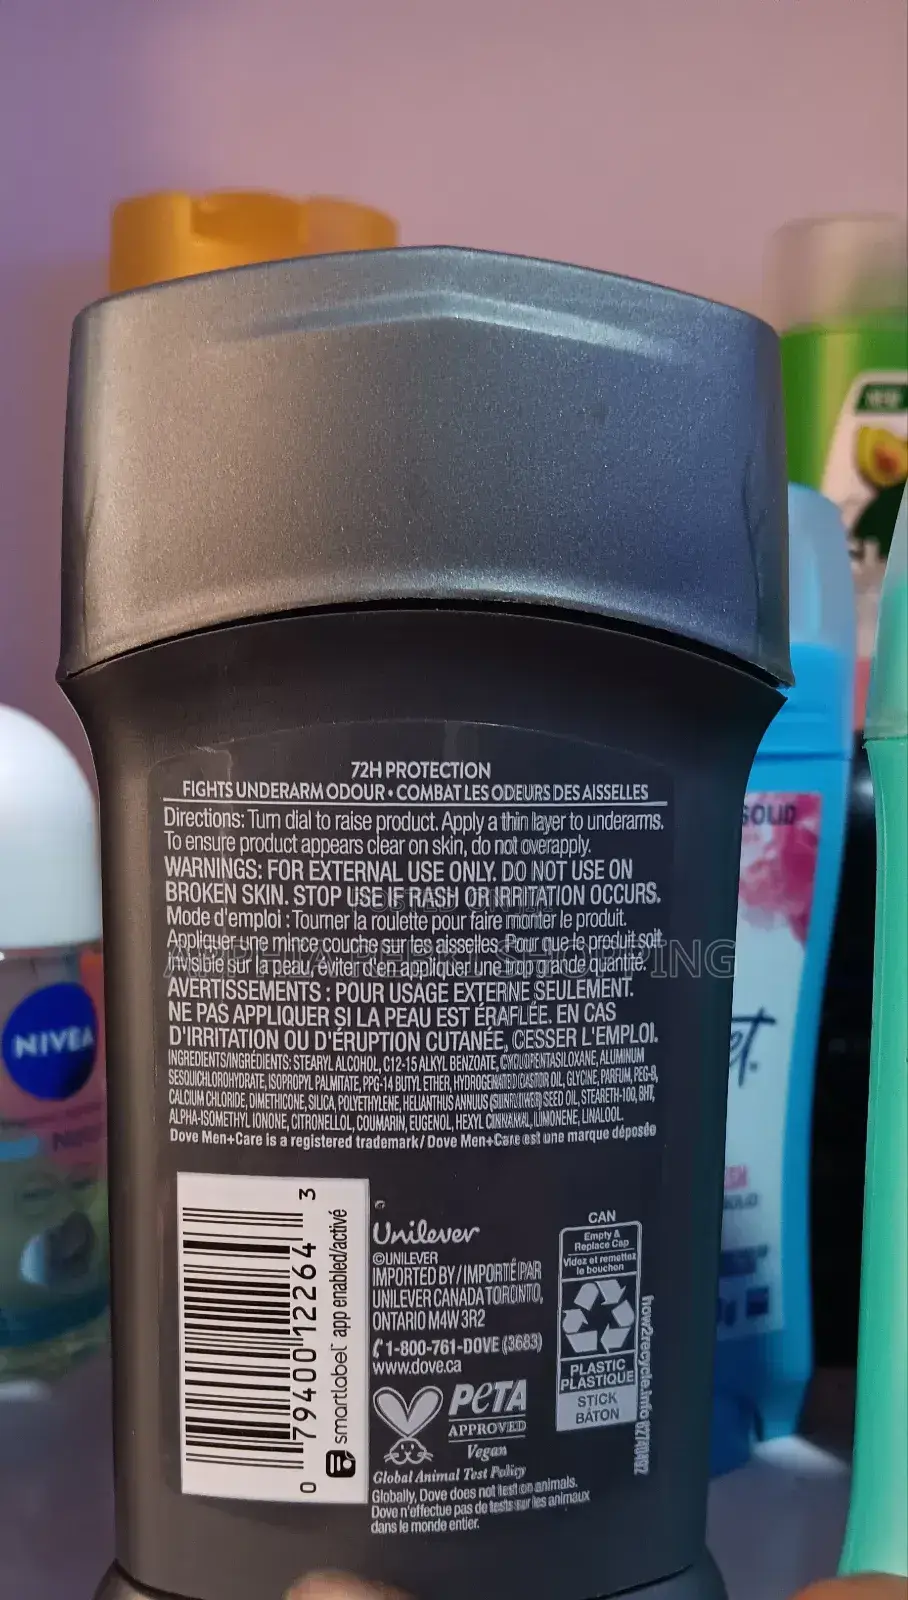 72H PROTECTION
FIGHTS UNDERARM ODOUR • COMBAT LES ODEURS DES AISSELLES
Directions: Turn dial to raise product. Apply a thin layer to underarms.
To ensure product appears clear on skin, do not overapply.
WARNINGS: FOR EXTERNAL USE ONLY. DO NOT USE ON
BROKEN SKIN. STOP USE IF RASH OR IRRITATION OCCURS.
Mode d'emploi : Tourner la roulette pour faire monter le produit.
Appliquer une mince couche sur les aisselles. Pour que le produit soit
invisible sur la peau, éviter d'en appliquer une trop grande quantité.
AVERTISSEMENTS : POUR USAGE EXTERNE SEULEMENT.
NE PAS APPLIQUER SI LA PEAU EST ÉRAFLÉE. EN CAS
D'IRRITATION OU D'ÉRUPTION CUTANÉE, CESSER L'EMPLOI.
INGREDIENTS/INGRÉDIENTS: STEARYL ALCOHOL, C12-15 ALKYL BENZOATE, CYCLOPENTASILOXANE, ALUMINUM
SESQUICHLOROHYDRATE, ISOPROPYL PALMITATE, PPG-14 BUTYL ETHER, HYDROGENATED CASTOR OIL, GLYCINE, PARFUM, PEG-8,
CALCIUM CHLORIDE, DIMETHICONE, SILICA, POLYETHYLENE, HELIANTHUS ANNUUS (SUNFLOWER) SEED OIL, STEARETH-100, BHT,
ALPHA-ISOMETHYL IONONE, CITRONELLOL, COUMARIN, EUGENOL, HEXYL CINNAMAL, LIMONENE, LINALOOL.
Dove Men+Care is a registered trademark/ Dove Men+Care est une marque déposée
0 79400 12264 3
smartlabel app enabled/activé
Unilever
©UNILEVER
IMPORTED BY / IMPORTÉ PAR
UNILEVER CANADA TORONTO,
ONTARIO M4W 3R2
1-800-761-DOVE (3683)
www.dove.ca
PETA
APPROVED
Vegan
Global Animal Test Policy
Globally, Dove does not test on animals.
Dove n'effectue pas de tests sur les animaux
dans le monde entier.
CAN
Empty &
Replace Cap
Videz et remettez
le bouchon
PLASTIC
PLASTIQUE
STICK
BÂTON
how2recycle.info
NIVEA
NEW
SOLID
et.
SHOPPING